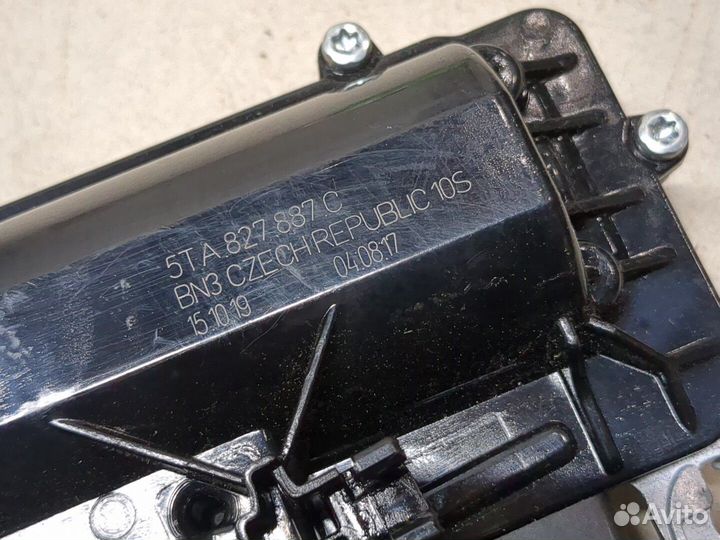 5TA 827 887 C
BN3 CZECH REPUBLIC 10S
15.10.19 04.08.17
Avito